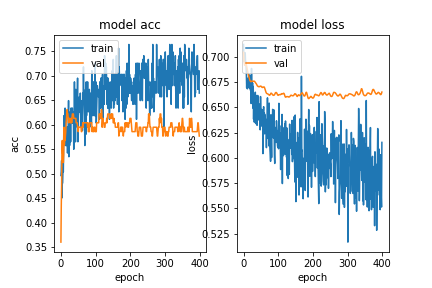 model acc
train
val
acc
0.75
0.70
0.65
0.60
0.55
0.50
0.45
0.40
0.35
0 100 200 300 400
epoch
model loss
train
val
loss
0.700
0.675
0.650
0.625
0.600
0.575
0.550
0.525
0 100 200 300 400
epoch